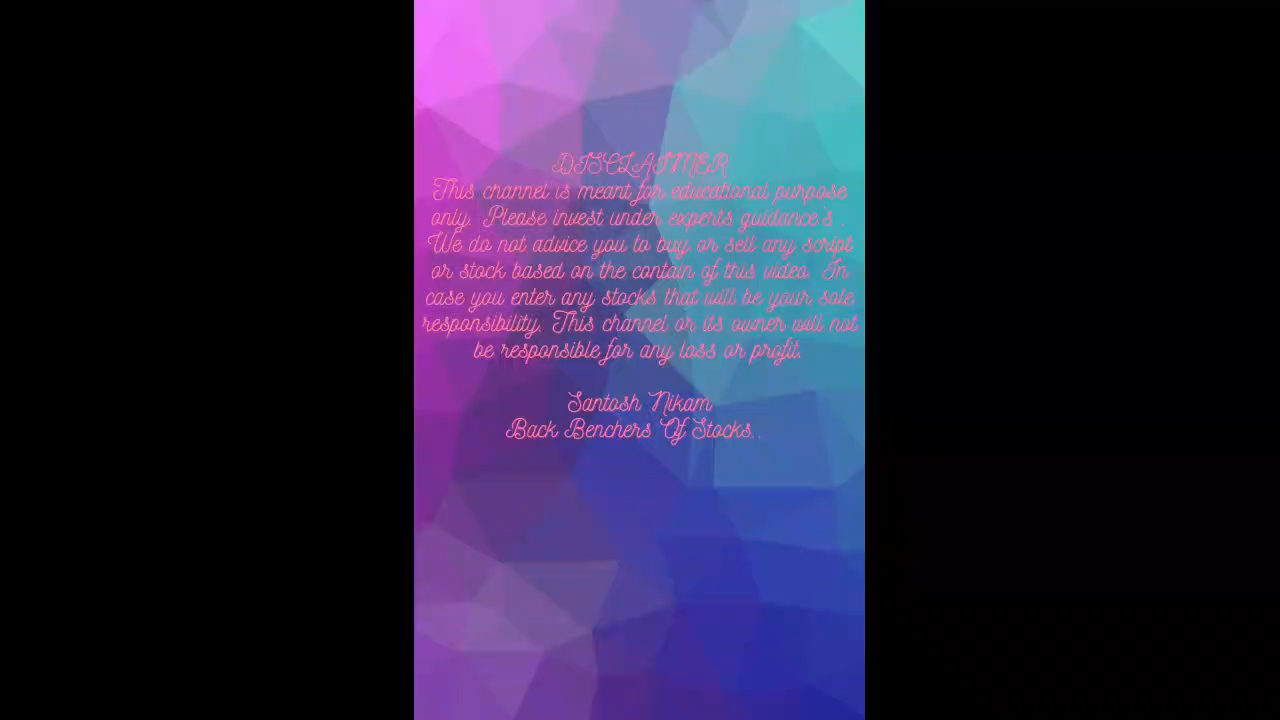 DISCLAIMER
This channel is meant for educational purpose
only. Please invest under experts guidance's .
We do not advice you to buy or sell any script
or stock based on the contain of this video. In
case you enter any stocks that will be your sole
responsibility. This channel or its owner will not
be responsible for any loss or profit.
Santosh Nikam
Back Benchers Of Stocks...